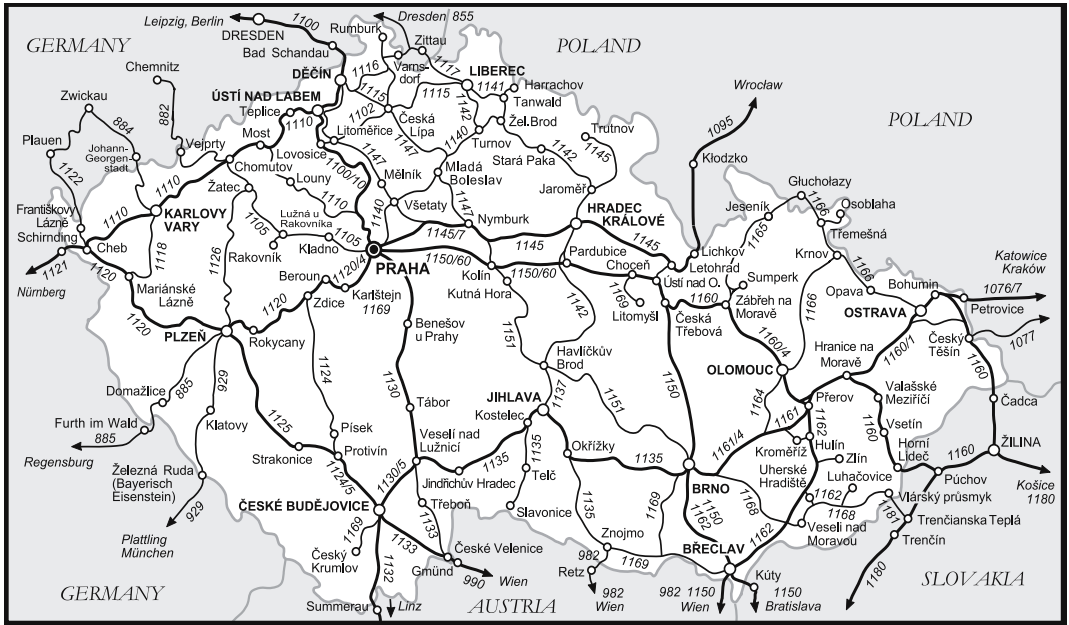 Leipzig, Berlin
DRESDEN
1100
Bad Schandau
Rumburk
Dresden 855
Zittau
GERMANY
POLAND
Chemnitz
DĚČÍN
1116
Varns-
dorf
1117
LIBEREC
1141
Harrachov
Tanwald
Wrocław
Zwickau
882
ÚSTÍ NAD LABEM
Teplice
1115
1115
1102
1142
Žel.Brod
POLAND
Plauen
884
Johann-
Georgen-
stadt
Vejprty
Most
1110
Litoměřice
Česká
Lípa
1140
Turnov
Trutnov
1095
1122
Chomutov
Lovosice
1147
1147
Stará Paka
1142
1145
Kłodzko
1110
Louny
1100/10
Mladá
Boleslav
Głuchołazy
Františkovy
Lázně
Žatec
1110
Mělník
Jaroměř
Jeseník
1166
Osoblaha
Schirnding
1110
KARLOVY
VARY
Lužná u
Rakovníka
1140
Všetaty
1147
Nymburk
HRADEC
KRÁLOVÉ
1165
Třemešná
Cheb
1105
1105
Kladno
1145/7
1145
1145
Lichkov
Krnov
1121
1118
1126
Rakovník
PRAHA
Pardubice
Letohrad
Katowice
Kraków
Nürnberg
1120
Beroun
1120/4
1150/60
Kolín
1150/60
Choceň
Ústí nad O.
Sumperk
1166
Bohumin
1076/7
Mariánské
Lázně
Zdice
Karlštejn
1169
Kutná Hora
1169
1160
Zábřeh na
Moravě
Opava
Petrovice
1120
1120
Litomyšl
Česká
Třebová
1166
OSTRAVA
PLZEŇ
Rokycany
Benešov
u Prahy
1142
1160/4
Hranice na
Moravě
1160/1
Český
Těšín
1077
1151
Havlíčkův
Brod
OLOMOUC
Domažlice
885
929
1124
1130
1150
1160
JIHLAVA
1137
1164
Přerov
Valašské
Meziříčí
Furth im Wald
Klatovy
1125
Tábor
Kostelec
1151
1161
1162
Čadca
885
Písek
Veselí nad
Lužnicí
Vsetín
Regensburg
Strakonice
Protivín
1135
1135
Okřížky
1135
1161/4
Kroměříž
Hulín
1160
Horní
Lideč
1160
ŽILINA
Železná Ruda
(Bayerisch
Eisenstein)
1124/5
1130/5
Jindřichův Hradec
Telč
Zlín
Uherské
Hradiště
Luhačovice
Púchov
Košice
1180
ČESKÉ BUDĚJOVICE
Třeboň
Slavonice
1135
1169
BRNO
1168
1162
1168
Vlárský průsmyk
929
1150
1162
1181
Trenčianska Teplá
Plattling
München
1169
1133
1133
Znojmo
1162
Veseli nad
Moravou
Trenčín
Český
Krumlov
České Velenice
982
1169
BŘECLAV
1132
Gmünd
990
Wien
Retz
Kúty
1180
GERMANY
Summerau
Linz
AUSTRIA
982
Wien
982
1150
Wien
1150
Bratislava
SLOVAKIA